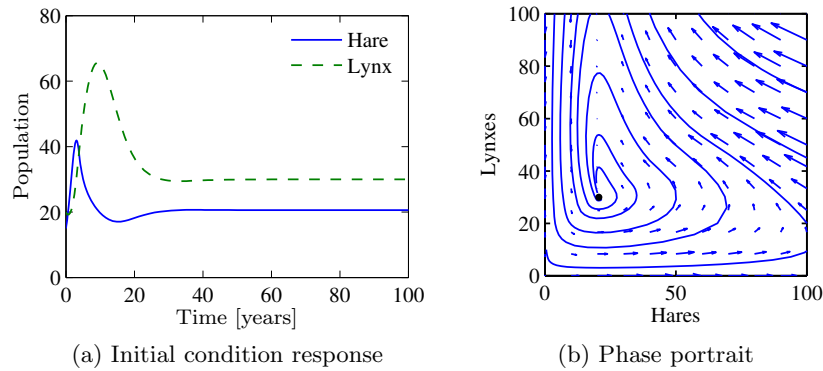 80
60
40
20
0
0 20 40 60 80 100
Population
Time [years]
Hare
Lynx
(a) Initial condition response
100
80
60
40
20
0
0 50 100
Lynxes
Hares
(b) Phase portrait